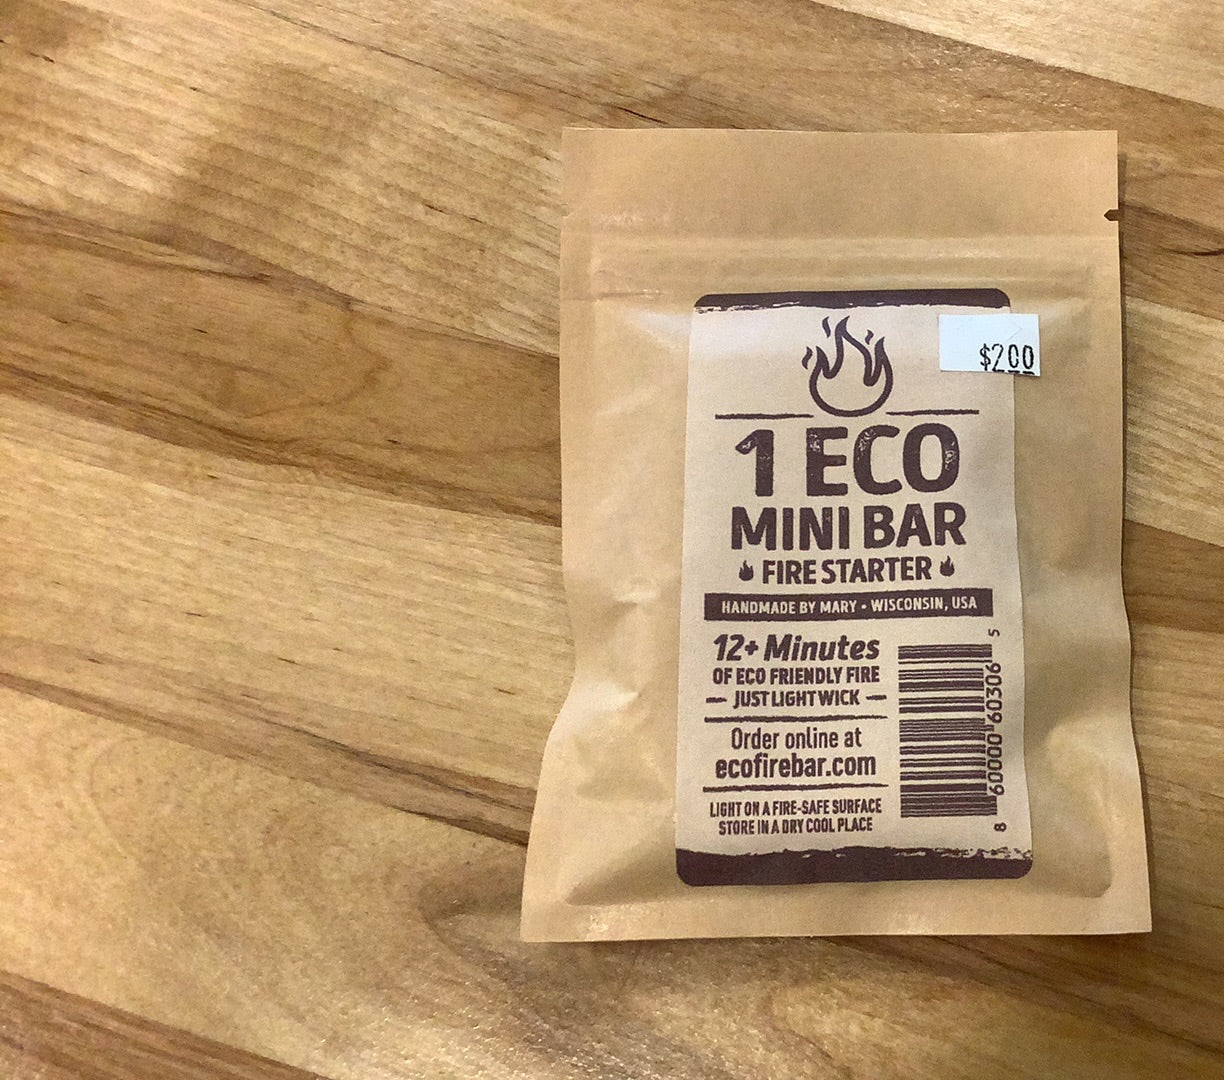 $200
1 ECO
MINI BAR
FIRE STARTER
HANDMADE BY MARY • WISCONSIN, USA
12+ Minutes
OF ECO FRIENDLY FIRE
— JUST LIGHT WICK —
Order online at
ecofirebar.com
LIGHT ON A FIRE-SAFE SURFACE
STORE IN A DRY COOL PLACE
8 60000 60306 5